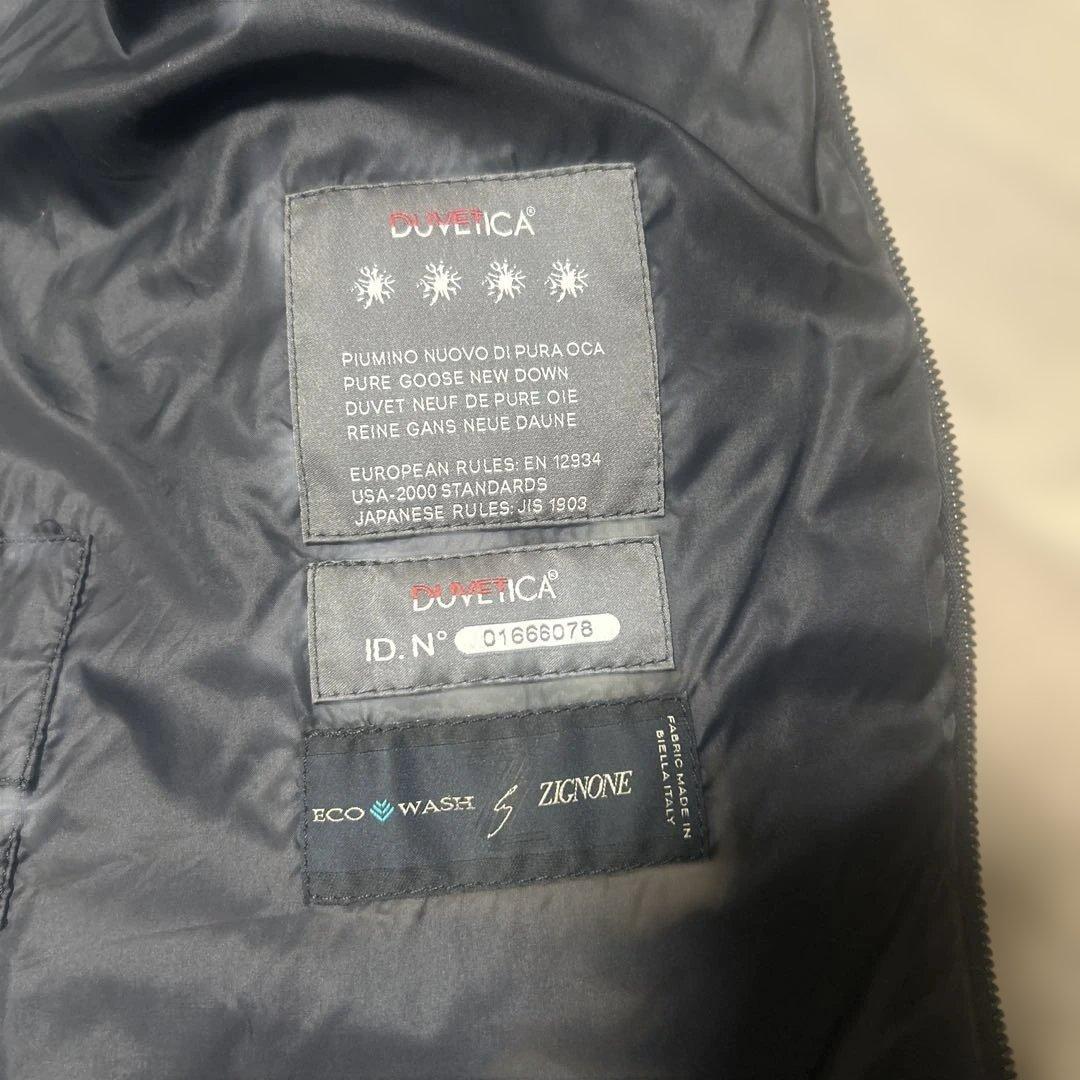 DUVETICA®
PIUMINO NUOVO DI PURA OCA
PURE GOOSE NEW DOWN
DUVET NEUF DE PURE OIE
REINE GANS NEUE DAUNE
EUROPEAN RULES: EN 12934
USA-2000 STANDARDS
JAPANESE RULES: JIS 1903
DUVETICA®
ID. N° 01666078
ECO WASH ZIGNONE
FABRIC MADE IN
BIELLA ITALY